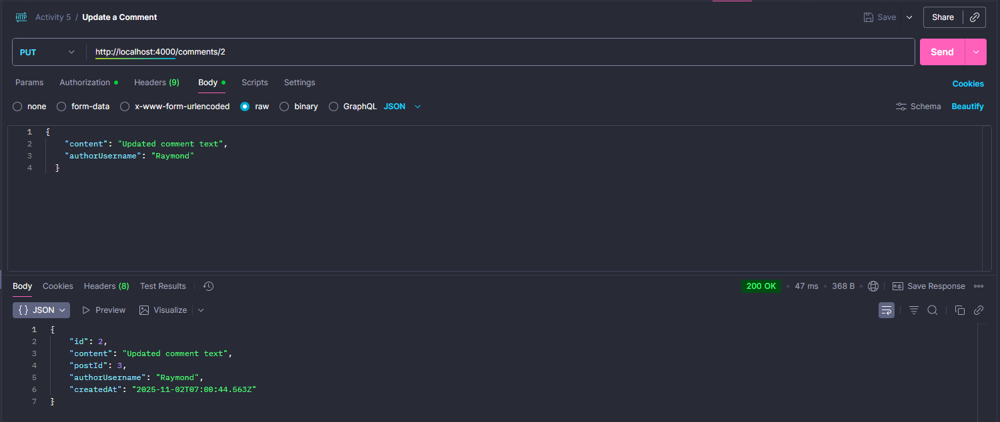 HTTP Activity 5 / Update a Comment Save Share
PUT http://localhost:4000/comments/2 Send
Params Authorization Headers (9) Body Scripts Settings Cookies
none form-data x-www-form-urlencoded raw binary GraphQL JSON Schema Beautify
1 {
2 "content": "Updated comment text",
3 "authorUsername": "Raymond"
4 }
Body Cookies Headers (8) Test Results 200 OK • 47 ms • 368 B • e.g. Save Response
{} JSON Preview Visualize
1 {
2 "id": 2,
3 "content": "Updated comment text",
4 "postId": 3,
5 "authorUsername": "Raymond",
6 "createdAt": "2025-11-02T07:00:44.563Z"
7 }